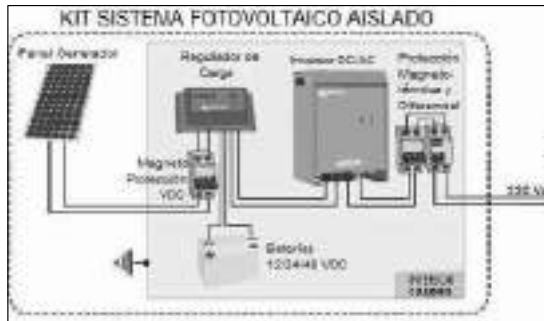 KIT SISTEMA FOTOVOLTAICO AISLADO
Panel Generador
Regulador de
Carga
Inversor DC/AC
Protección
Magneto-
térmica y
Diferencial
Magneto
Protección
VDC
Baterías
12/24/48 VDC